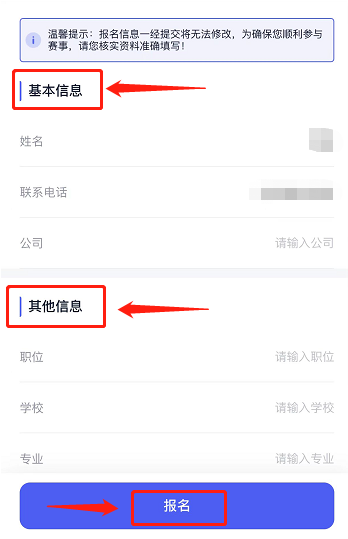 温馨提示：报名信息一经提交将无法修改，为确保您顺利参与
赛事，请您核实资料准确填写！
基本信息
姓名
联系电话
公司 请输入公司
其他信息
职位 请输入职位
学校 请输入学校
专业 请输入专业
报名